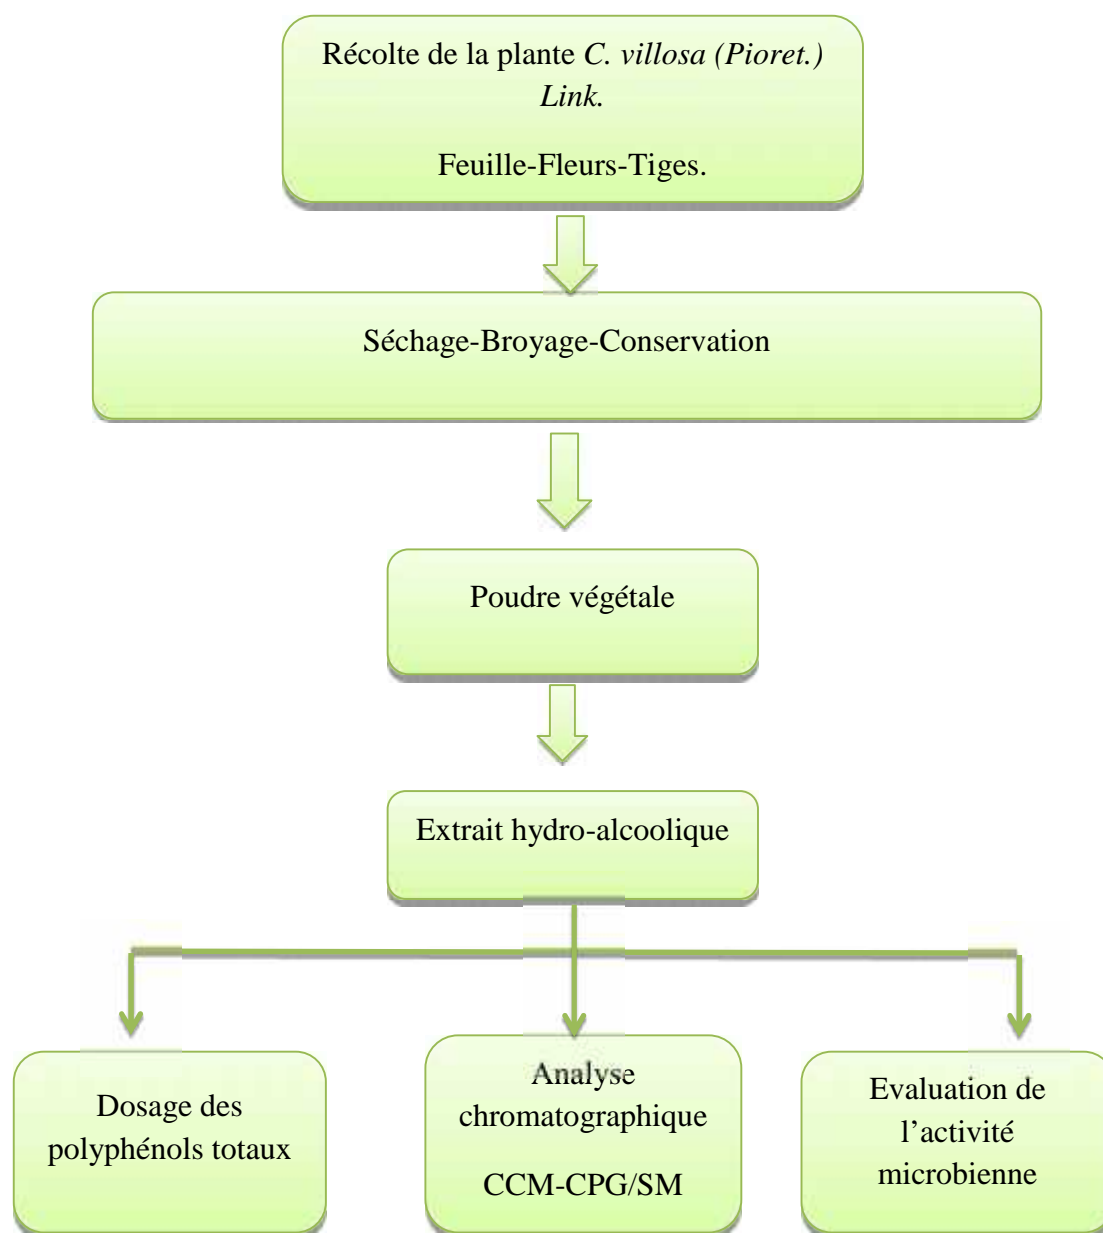 Récolte de la plante C. villosa (Pioret.)
Link.
Feuille-Fleurs-Tiges.
Séchage-Broyage-Conservation
Poudre végétale
Extrait hydro-alcoolique
Dosage des
polyphénols totaux
Analyse
chromatographique
CCM-CPG/SM
Evaluation de
l’activité
microbienne